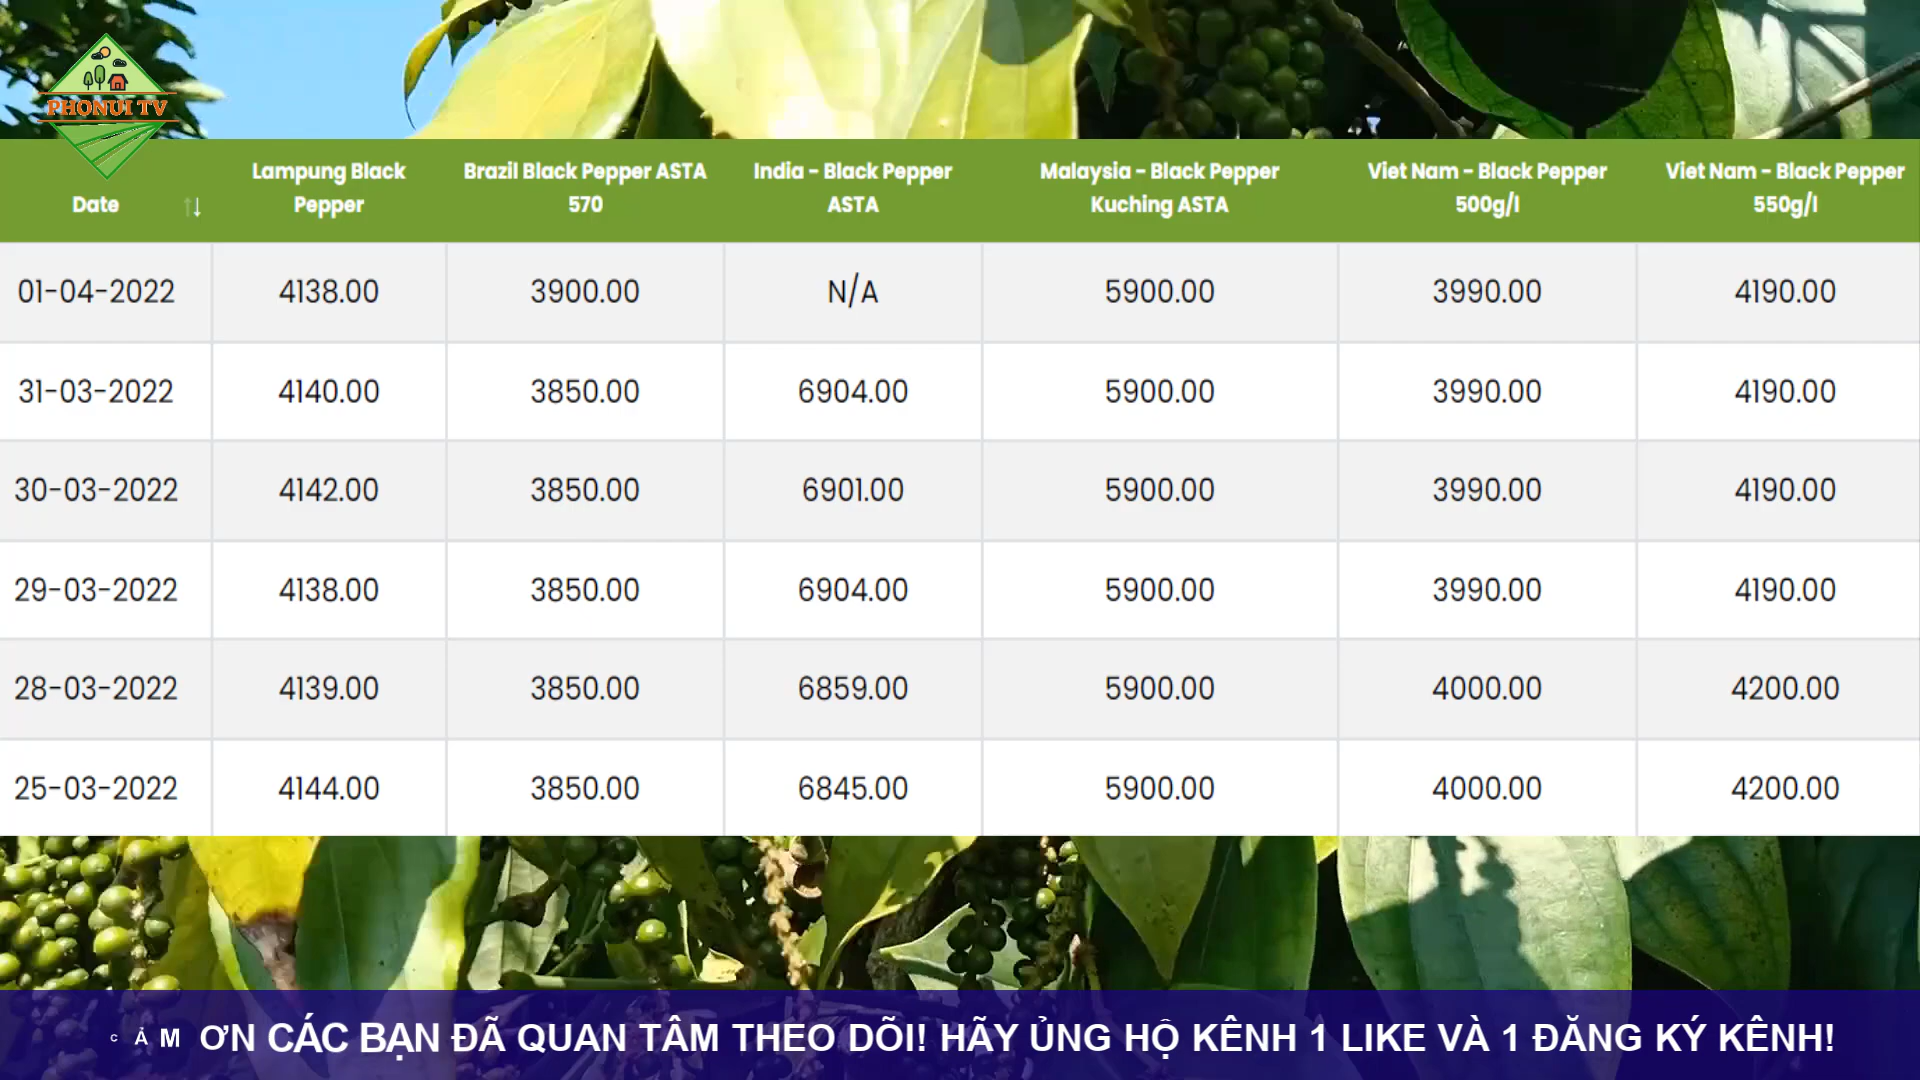 PHONUI TV
Date Lampung Black Pepper Brazil Black Pepper ASTA 570 India - Black Pepper ASTA Malaysia - Black Pepper Kuching ASTA Viet Nam - Black Pepper 500g/l Viet Nam - Black Pepper 550g/l
01-04-2022 4138.00 3900.00 N/A 5900.00 3990.00 4190.00
31-03-2022 4140.00 3850.00 6904.00 5900.00 3990.00 4190.00
30-03-2022 4142.00 3850.00 6901.00 5900.00 3990.00 4190.00
29-03-2022 4138.00 3850.00 6904.00 5900.00 3990.00 4190.00
28-03-2022 4139.00 3850.00 6859.00 5900.00 4000.00 4200.00
25-03-2022 4144.00 3850.00 6845.00 5900.00 4000.00 4200.00
CẢM ƠN CÁC BẠN ĐÃ QUAN TÂM THEO DÕI! HÃY ỦNG HỘ KÊNH 1 LIKE VÀ 1 ĐĂNG KÝ KÊNH!